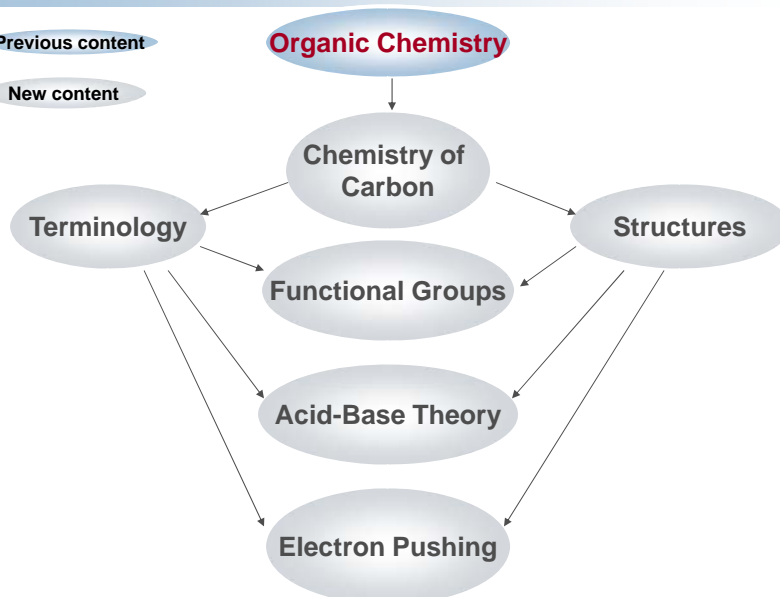 Previous content
Organic Chemistry
New content
Chemistry of
Carbon
Terminology
Structures
Functional Groups
Acid-Base Theory
Electron Pushing